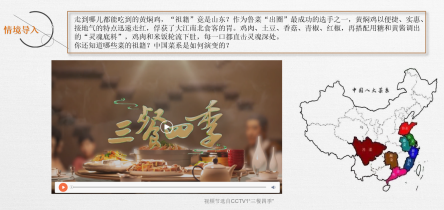 情境导入
走到哪儿都能吃到的黄焖鸡，“祖籍”竟是山东？作为鲁菜“出圈”最成功的选手之一，黄焖鸡以便捷、实惠、
接地气的特点迅速走红，俘获了大江南北食客的胃。鸡肉、土豆、香菇、青椒、红椒，再搭配用糖和黄酱调出
的“灵魂底料”，鸡肉和米饭轮流下肚，每一口都直击灵魂深处。
你还知道哪些菜的祖籍？中国菜系是如何演变的？
三餐四季
中国八大菜系
视频节选自CCTV1“三餐四季”